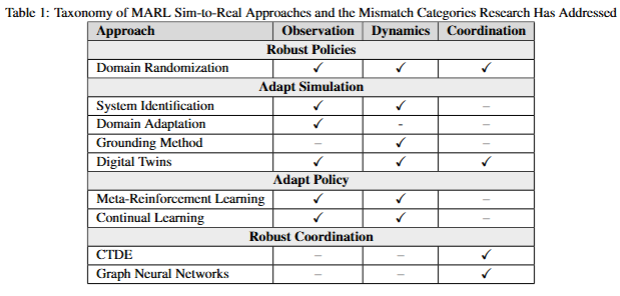 Table 1: Taxonomy of MARL Sim-to-Real Approaches and the Mismatch Categories Research Has Addressed
Approach Observation Dynamics Coordination
Robust Policies
Domain Randomization ✓ ✓ ✓
Adapt Simulation
System Identification ✓ ✓ –
Domain Adaptation ✓ - –
Grounding Method – ✓ –
Digital Twins ✓ ✓ ✓
Adapt Policy
Meta-Reinforcement Learning ✓ ✓ –
Continual Learning ✓ ✓ –
Robust Coordination
CTDE – – ✓
Graph Neural Networks – – ✓